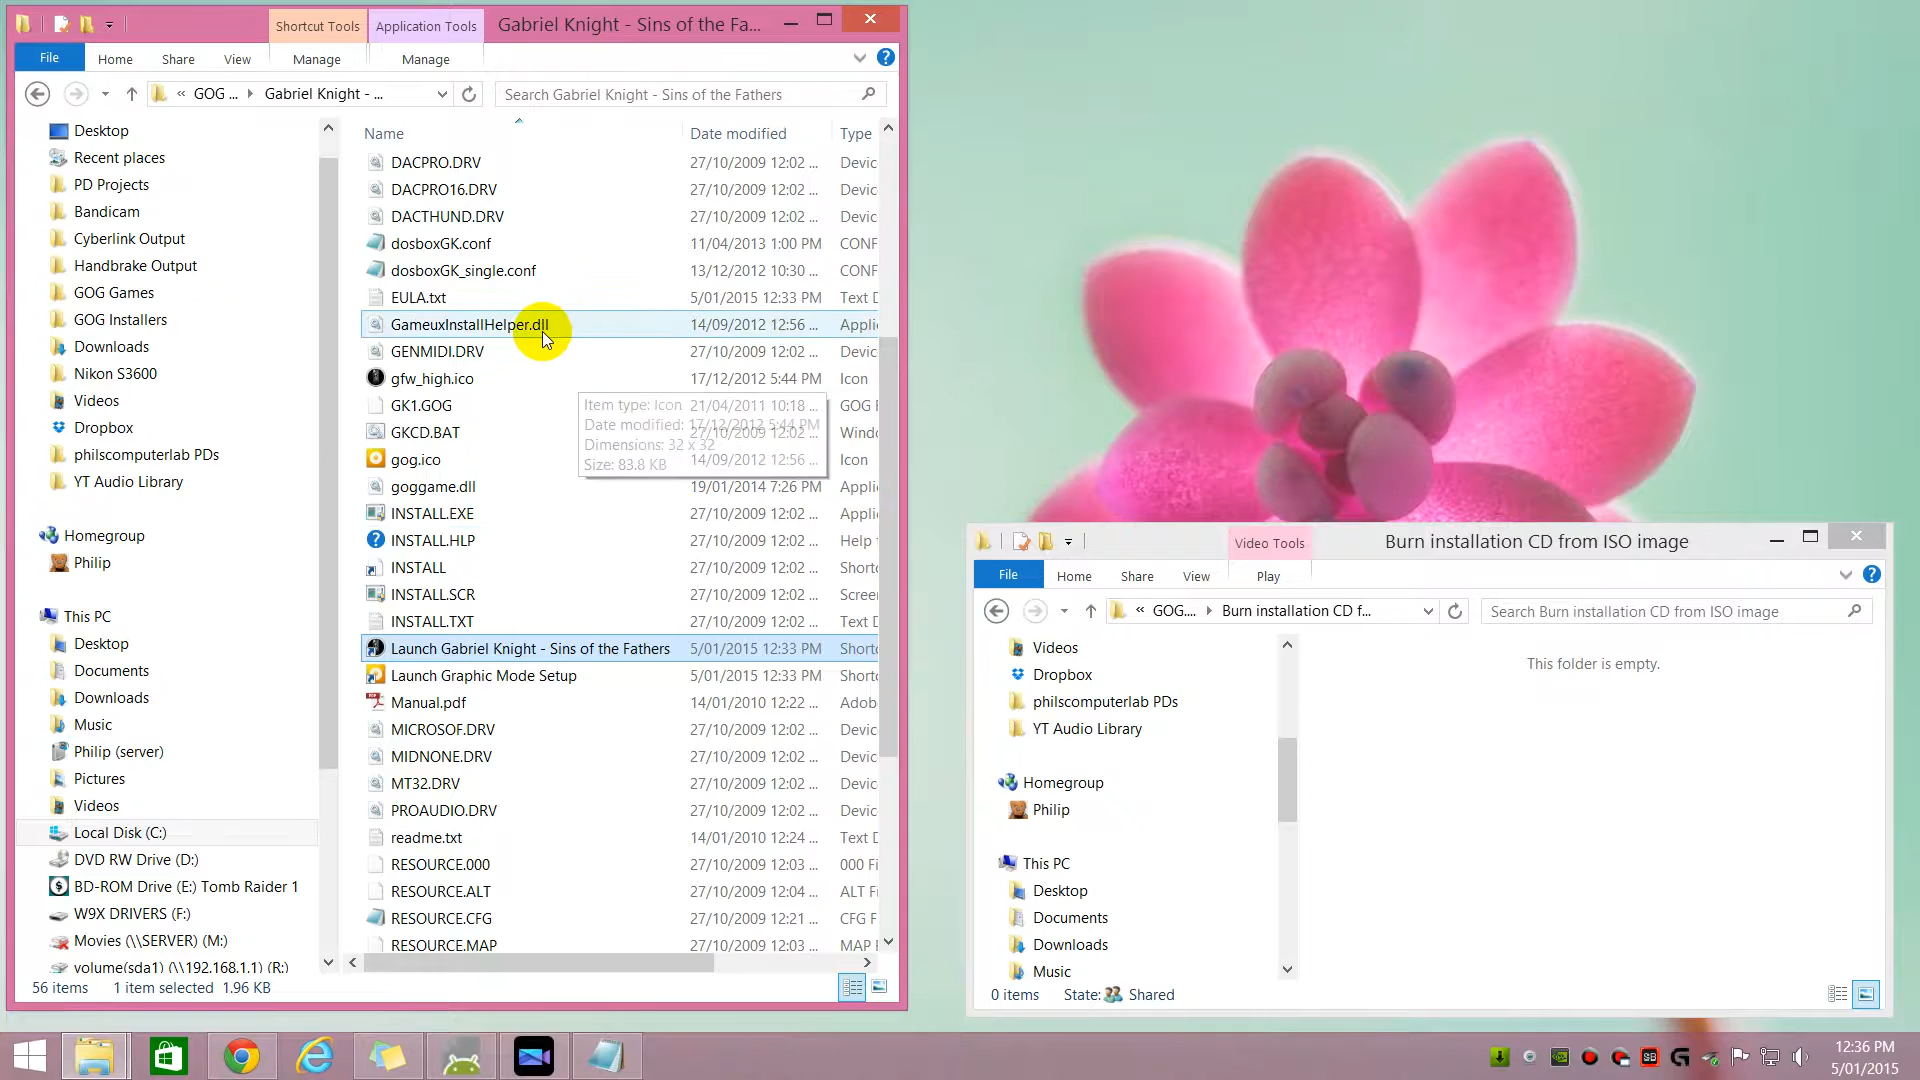 Shortcut Tools
Application Tools
Gabriel Knight - Sins of the Fa...
File
Home
Share
View
Manage
Manage
« GOG ...
Gabriel Knight - ...
Search Gabriel Knight - Sins of the Fathers
Desktop
Recent places
PD Projects
Bandicam
Cyberlink Output
Handbrake Output
GOG Games
GOG Installers
Downloads
Nikon S3600
Videos
Dropbox
philscomputerlab PDs
YT Audio Library
Homegroup
Philip
This PC
Desktop
Documents
Downloads
Music
Philip (server)
Pictures
Videos
Local Disk (C:)
DVD RW Drive (D:)
BD-ROM Drive (E:) Tomb Raider 1
W9X DRIVERS (F:)
Movies (\\SERVER) (M:)
volume(sda1) (\\192.168.1.1) (R:)
Name Date modified Type
DACPRO.DRV 27/10/2009 12:02 ... Devic
DACPRO16.DRV 27/10/2009 12:02 ... Devic
DACTHUND.DRV 27/10/2009 12:02 ... Devic
dosboxGK.conf 11/04/2013 1:00 PM CONF
dosboxGK_single.conf 13/12/2012 10:30 ... CONF
EULA.txt 5/01/2015 12:33 PM Text D
GameuxInstallHelper.dll 14/09/2012 12:56 ... Applic
GENMIDI.DRV 27/10/2009 12:02 ... Devic
gfw_high.ico 17/12/2012 5:44 PM Icon
GK1.GOG 21/04/2011 10:18 ... GOG F
GKCD.BAT 27/10/2009 12:02 ... Windo
gog.ico 14/09/2012 12:56 ... Icon
goggame.dll 19/01/2014 7:26 PM Applic
INSTALL.EXE 27/10/2009 12:02 ... Applic
INSTALL.HLP 27/10/2009 12:02 ... Help f
INSTALL 27/10/2009 12:02 ... Shortc
INSTALL.SCR 27/10/2009 12:02 ... Screen
INSTALL.TXT 27/10/2009 12:02 ... Text D
Launch Gabriel Knight - Sins of the Fathers 5/01/2015 12:33 PM Shortc
Launch Graphic Mode Setup 5/01/2015 12:33 PM Shortc
Manual.pdf 14/01/2010 12:22 ... Adob
MICROSOF.DRV 27/10/2009 12:02 ... Devic
MIDNONE.DRV 27/10/2009 12:02 ... Devic
MT32.DRV 27/10/2009 12:02 ... Devic
PROAUDIO.DRV 27/10/2009 12:02 ... Devic
readme.txt 14/01/2010 12:24 ... Text D
RESOURCE.000 27/10/2009 12:03 ... 000 Fi
RESOURCE.ALT 27/10/2009 12:04 ... ALT Fi
RESOURCE.CFG 27/10/2009 12:21 ... CFG F
RESOURCE.MAP 27/10/2009 12:03 ... MAP F
Item type: Icon
Date modified: 17/12/2012 5:44 PM
Dimensions: 32 x 32
Size: 83.8 KB
56 items 1 item selected 1.96 KB
Video Tools
Burn installation CD from ISO image
File
Home
Share
View
Play
« GOG....
Burn installation CD f...
Search Burn installation CD from ISO image
Videos
Dropbox
philscomputerlab PDs
YT Audio Library
Homegroup
Philip
This PC
Desktop
Documents
Downloads
Music
This folder is empty.
0 items State: Shared
SB
12:36 PM
5/01/2015